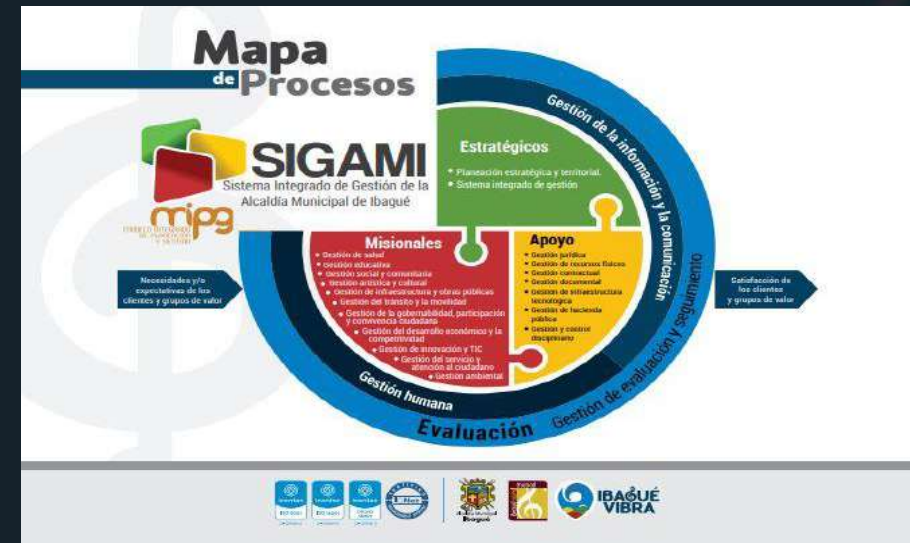 Mapa
de Procesos
SIGAMI
Sistema Integrado de Gestión de la
Alcaldía Municipal de Ibagué
mipg
Estratégicos
Planeación estratégica y territorial.
Sistema integrado de gestión
Misionales
Gestión de salud
Gestión educativa
Gestión social y comunitaria
Gestión artística y cultural
Gestión de infraestructura y otras públicas
Gestión del tránsito y la movilidad
Gestión de la gobernabilidad, participación
y convivencia ciudadana
Gestión del desarrollo económico y la
competitividad
Gestión de innovación y TIC
Gestión del servicio y
atención al ciudadano
Gestión ambiental
Apoyo
Gestión jurídica
Gestión de recursos físicos
Gestión contractual
Gestión documental
Gestión de infraestructura
tecnológica
Gestión de hacienda
pública
Gestión y control
disciplinario
Gestión de la información y la comunicación
Gestión humana
Evaluación
Gestión de evaluación y seguimiento
Necesidades y/o
expectativas de los
clientes y grupos de valor
Satisfacción de
los clientes
y grupos de valor
Ibagué
IBAGUÉ
VIBRA